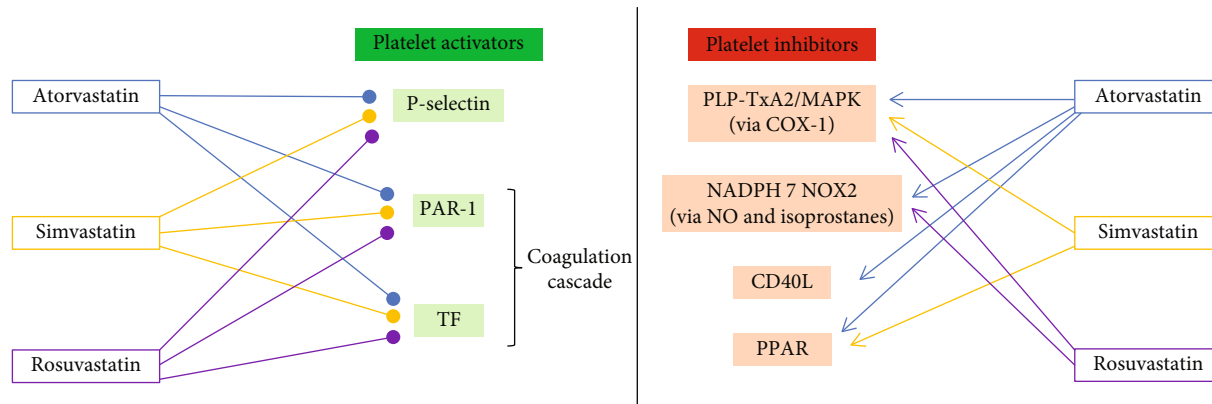 Platelet activators
Atorvastatin
P-selectin
PAR-1
Simvastatin
Coagulation
cascade
TF
Rosuvastatin
Platelet inhibitors
PLP-TxA2/MAPK
(via COX-1)
Atorvastatin
NADPH 7 NOX2
(via NO and isoprostanes)
Simvastatin
CD40L
PPAR
Rosuvastatin